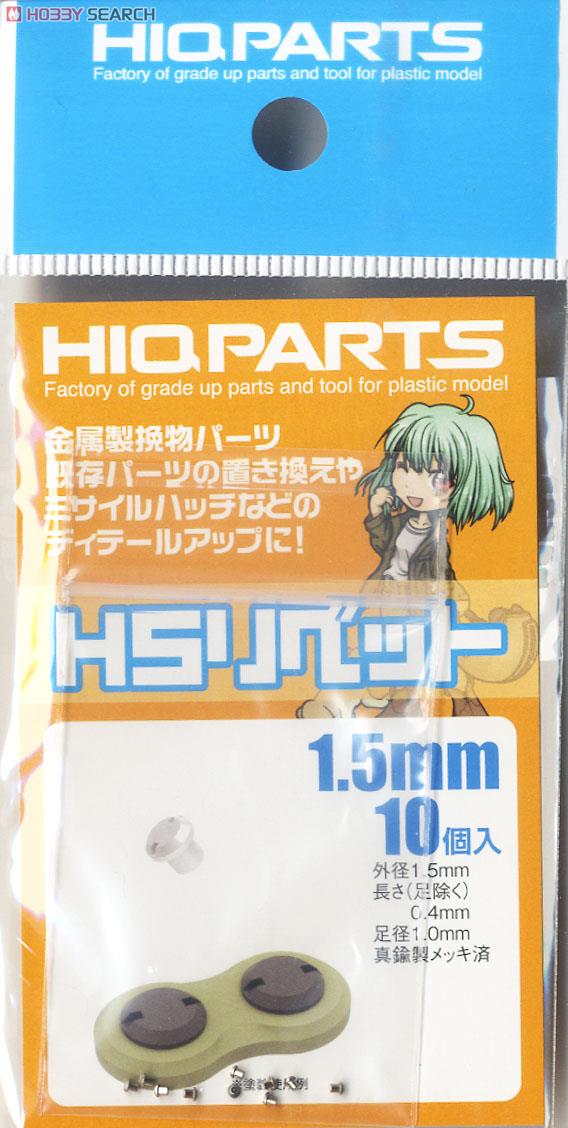 HOBBY SEARCH
HIQPARTS
Factory of grade up parts and tool for plastic model
HIQPARTS
Factory of grade up parts and tool for plastic model
金属製挽物パーツ
既存パーツの置き換えや
ミサイルハッチなどの
ディテールアップに!
HSリベット
1.5mm
10個入
外径1.5mm
長さ(足除く)
0.4mm
足径1.0mm
真鍮製メッキ済